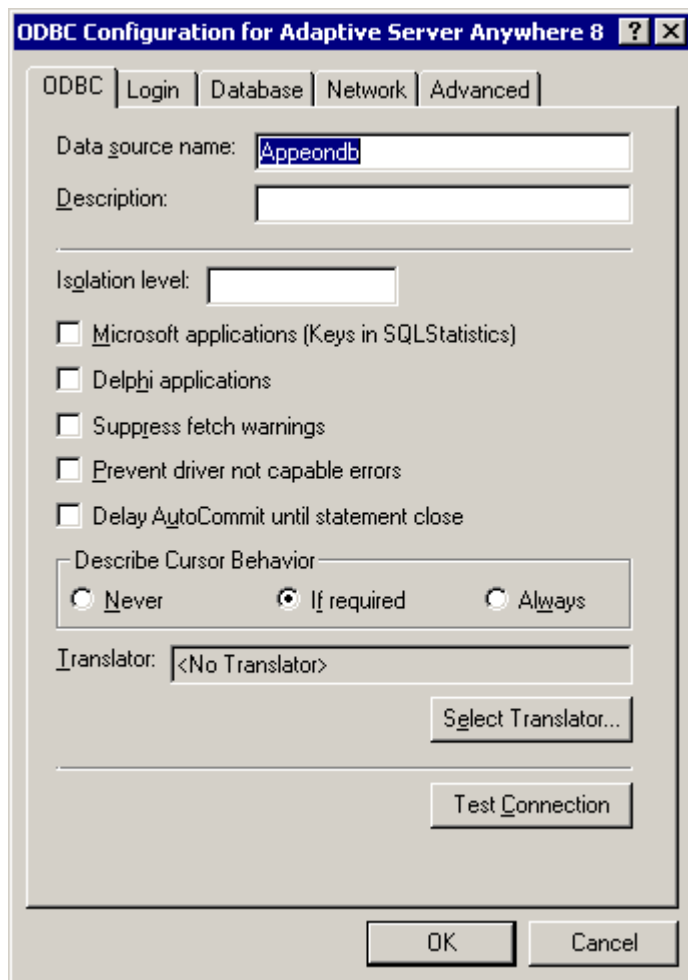 ODBC Configuration for Adaptive Server Anywhere 8
ODBC Login Database Network Advanced
Data source name: Appeondb
Description:
Isolation level:
Microsoft applications (Keys in SQLStatistics)
Delphi applications
Suppress fetch warnings
Prevent driver not capable errors
Delay AutoCommit until statement close
Describe Cursor Behavior
Never If required Always
Translator: <No Translator>
Select Translator...
Test Connection
OK Cancel